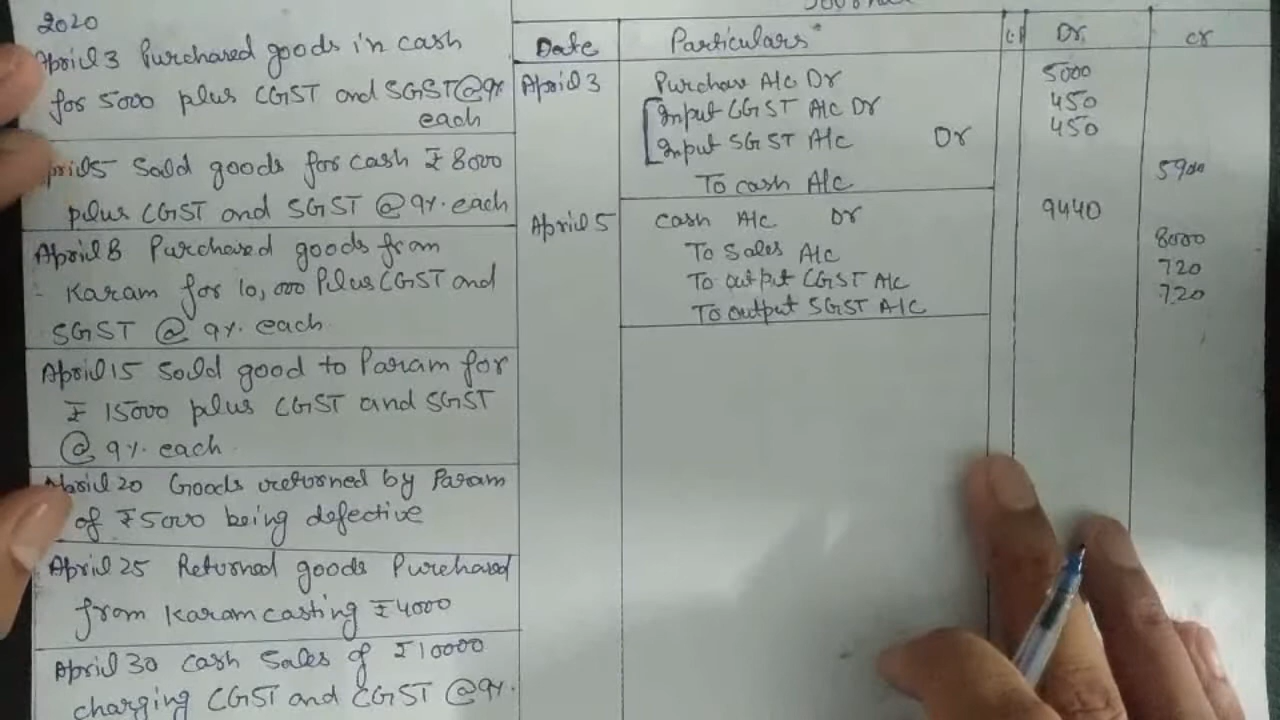 2020
April 3 Purchased goods in cash
for 5000 plus CGST and SGST@9%
each
April 5 Sold goods for cash ₹ 8000
plus CGST and SGST @ 9%. each
April 8 Purchased goods from
Karam for 10,000 Plus CGST and
SGST @ 9%. each
April 15 Sold good to Param for
₹ 15000 plus CGST and SGST
@ 9%. each
April 20 Goods returned by Param
of ₹5000 being defective
April 25 Returned goods Purchased
from Karam casting ₹4000
April 30 cash sales of ₹10000
charging CGST and CGST @9%.
Date Particulars Dr. cr
April 3 Purchase A/c Dr 5000
Input CGST A/c Dr 450
Input SGST A/c Dr 450
To cash A/c 5900
April 5 cash A/c Dr 9440
To Sales A/c 8000
To output CGST A/c 720
To output SGST A/C 720